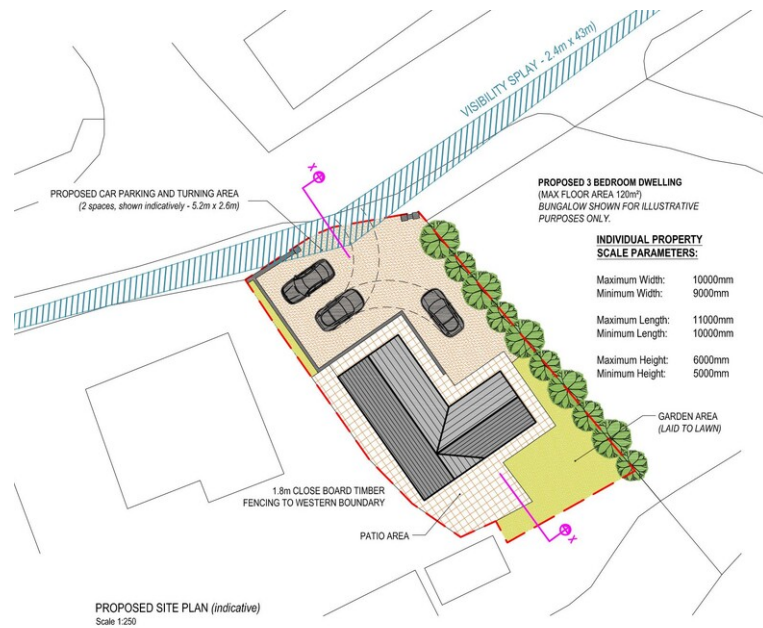 VISIBILITY SPLAY - 2.4m x 43m)
X
PROPOSED CAR PARKING AND TURNING AREA
(2 spaces, shown indicatively - 5.2m x 2.6m)
PROPOSED 3 BEDROOM DWELLING
(MAX FLOOR AREA 120m²)
BUNGALOW SHOWN FOR ILLUSTRATIVE
PURPOSES ONLY.
INDIVIDUAL PROPERTY
SCALE PARAMETERS:
Maximum Width: 10000mm
Minimum Width: 9000mm
Maximum Length: 11000mm
Minimum Length: 10000mm
Maximum Height: 6000mm
Minimum Height: 5000mm
GARDEN AREA
(LAID TO LAWN)
1.8m CLOSE BOARD TIMBER
FENCING TO WESTERN BOUNDARY
PATIO AREA
X
PROPOSED SITE PLAN (indicative)
Scale 1:250